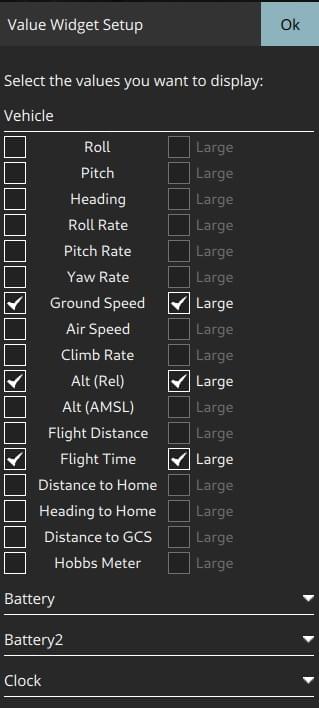 Value Widget Setup Ok
Select the values you want to display:
Vehicle
Roll Large
Pitch Large
Heading Large
Roll Rate Large
Pitch Rate Large
Yaw Rate Large
Ground Speed Large
Air Speed Large
Climb Rate Large
Alt (Rel) Large
Alt (AMSL) Large
Flight Distance Large
Flight Time Large
Distance to Home Large
Heading to Home Large
Distance to GCS Large
Hobbs Meter Large
Battery
Battery2
Clock